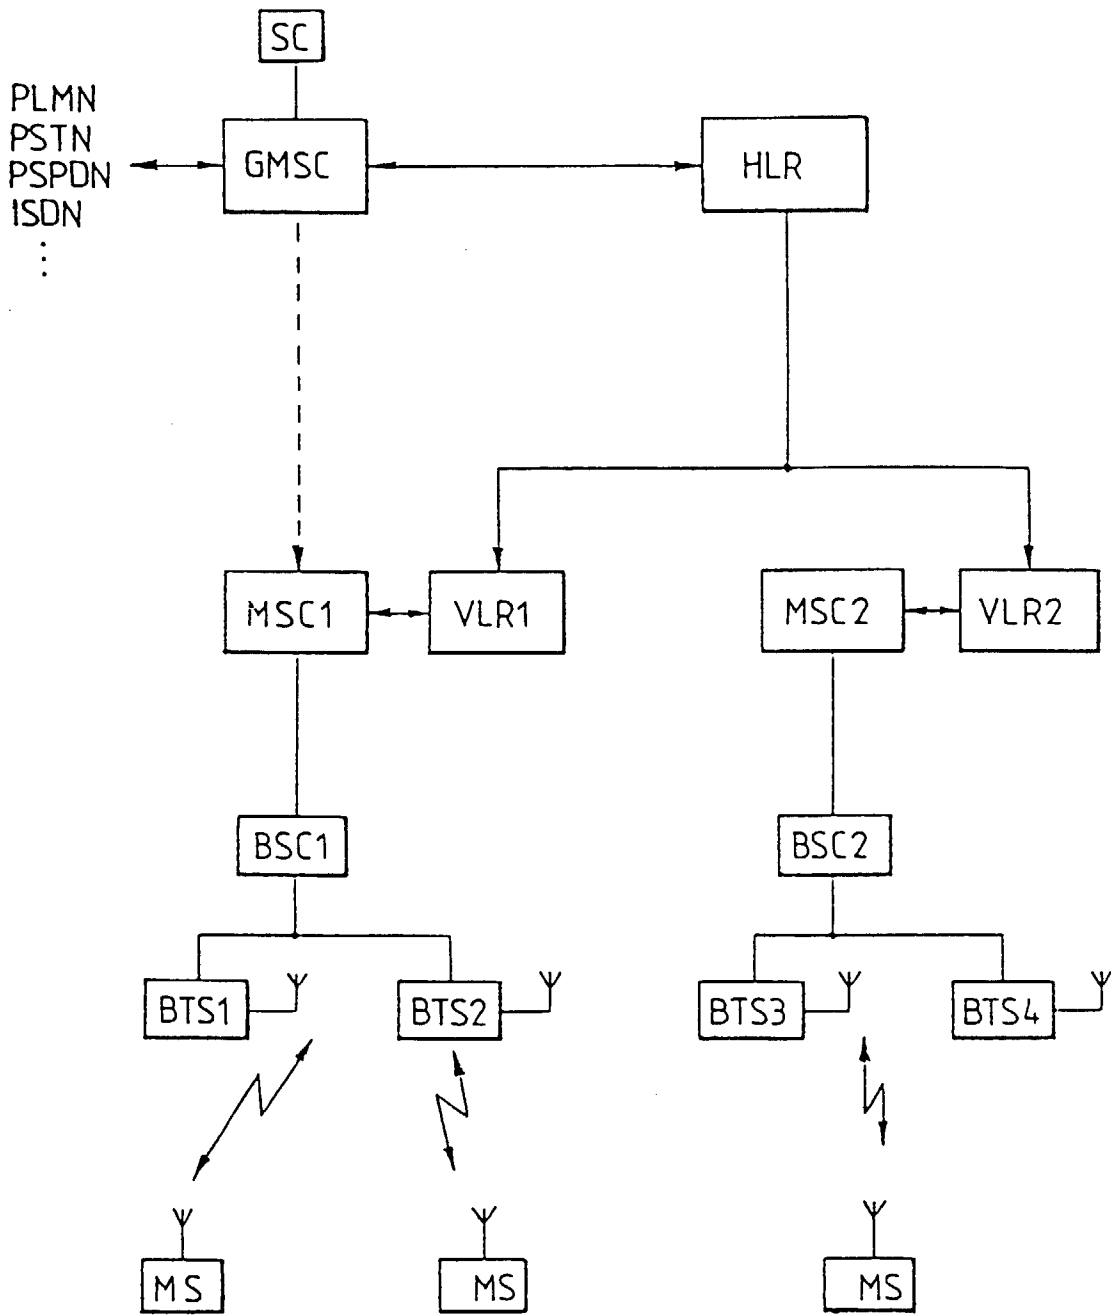 SC
PLMN
PSTN
PSPDN
ISDN
GMSC
HLR
MSC1
VLR1
MSC2
VLR2
BSC1
BSC2
BTS1
BTS2
BTS3
BTS4
MS
MS
MS